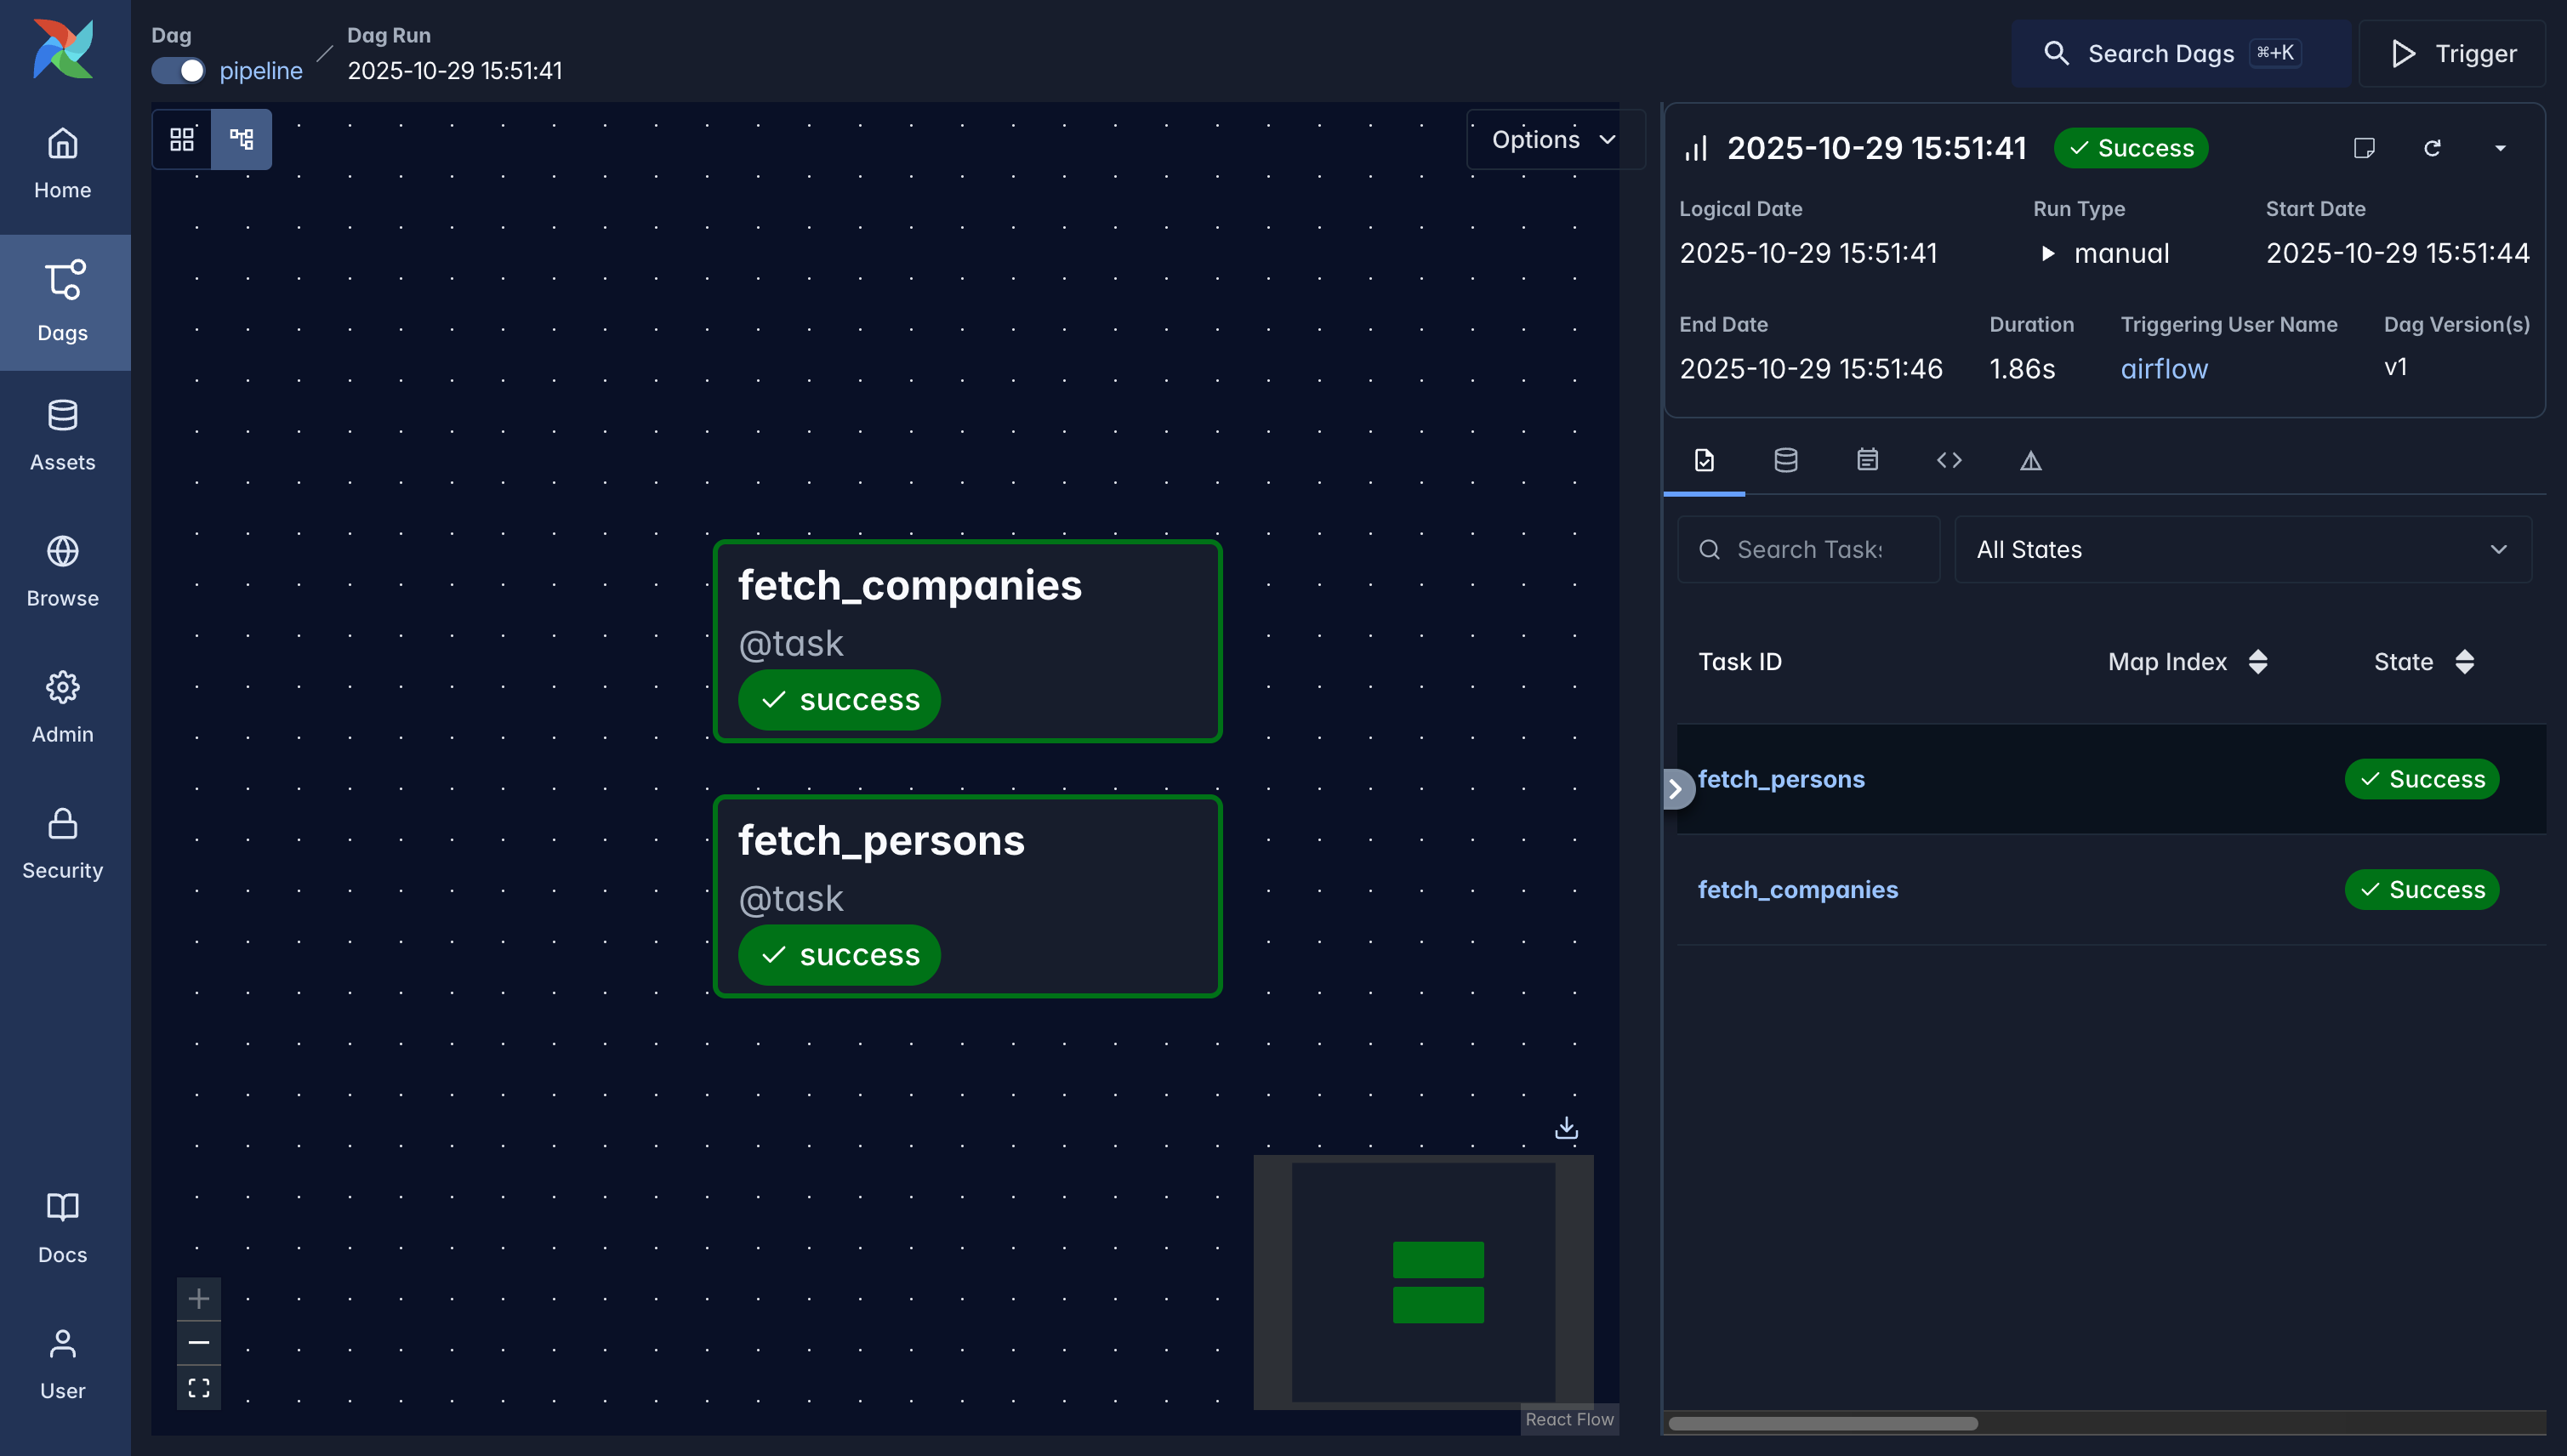 Dag
pipeline
Dag Run
2025-10-29 15:51:41
Search Dags ⌘+K
Trigger
Home
Dags
Assets
Browse
Admin
Security
Docs
User
Options
fetch_companies
@task
success
fetch_persons
@task
success
React Flow
2025-10-29 15:51:41 Success
Logical Date Run Type Start Date
2025-10-29 15:51:41 manual 2025-10-29 15:51:44
End Date Duration Triggering User Name Dag Version(s)
2025-10-29 15:51:46 1.86s airflow v1
Search Tasks All States
Task ID Map Index State
fetch_persons Success
fetch_companies Success